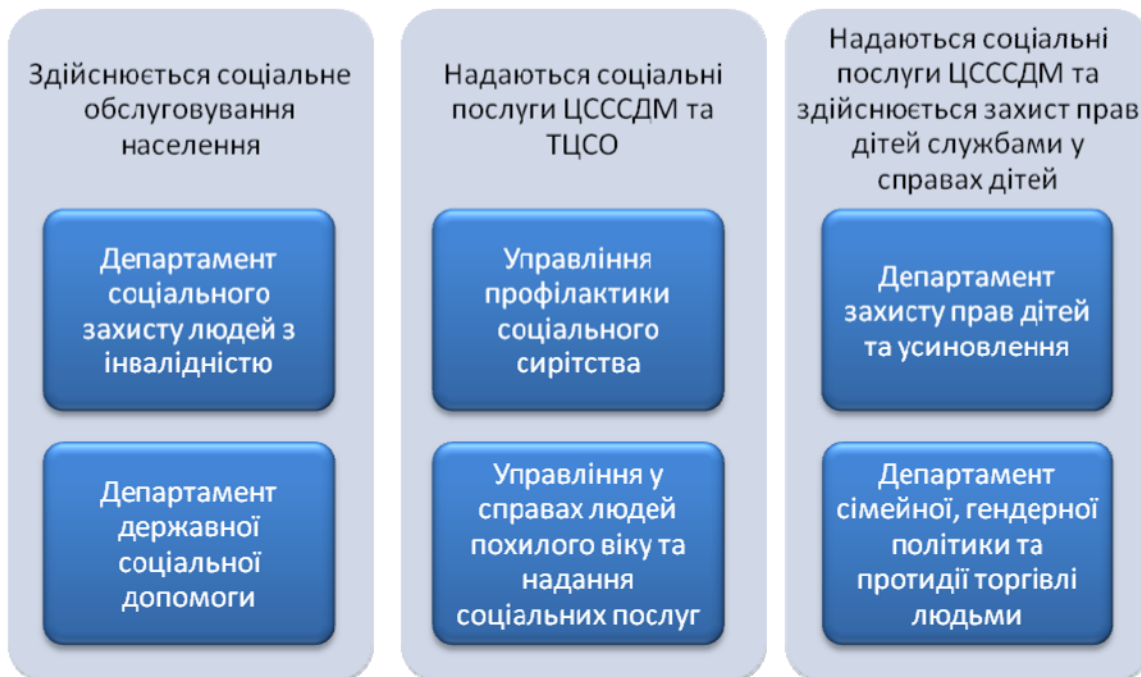 Здійснюється соціальне
обслуговування
населення
Департамент
соціального
захисту людей з
інвалідністю
Департамент
державної
соціальної
допомоги
Надаються соціальні
послуги ЦСССДМ та
ТЦСО
Управління
профілактики
соціального
сирітства
Управління у
справах людей
похилого віку та
надання
соціальних послуг
Надаються соціальні
послуги ЦСССДМ та
здійснюється захист прав
дітей службами у
справах дітей
Департамент
захисту прав дітей
та усиновлення
Департамент
сімейної, гендерної
політики та
протидії торгівлі
людьми